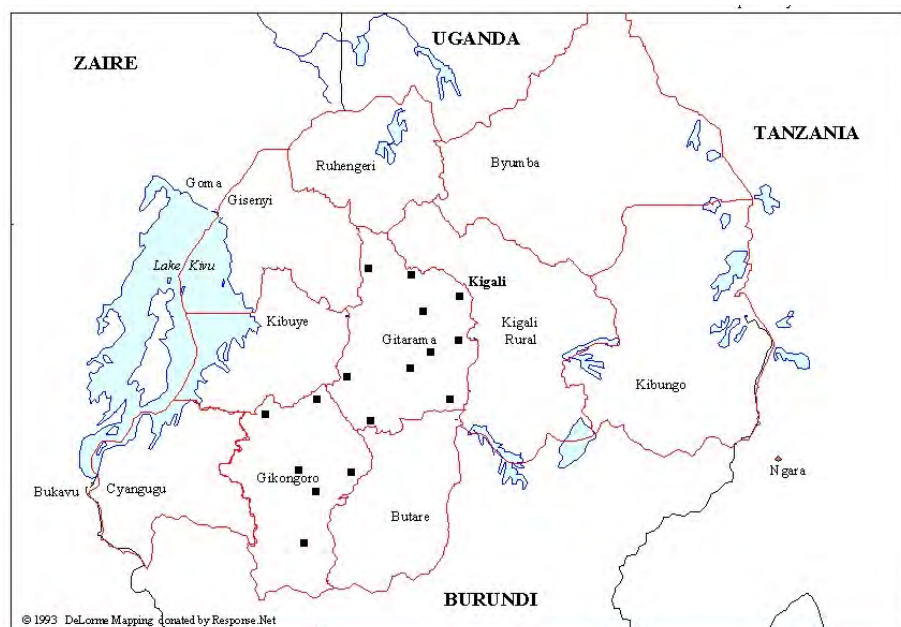 UGANDA
ZAIRE
TANZANIA
Ruhengeri
Byumba
Goma
Gisenyi
Lake Kivu
Kigali
Kibuye
Kigali
Rural
Gitarama
Kibungo
Ngara
Gikongoro
Bukavu
Cyangugu
Butare
BURUNDI
© 1993 DeLorme Mapping donated by Response.Net